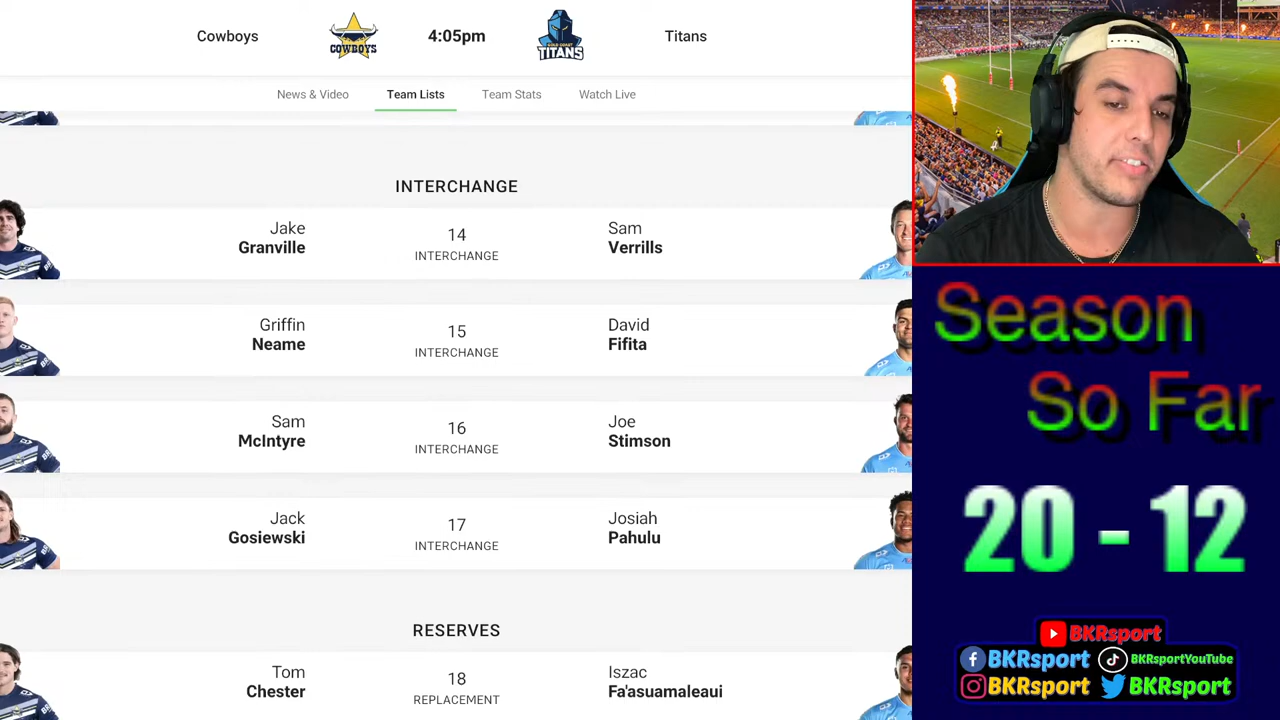 Cowboys
COWBOYS
4:05pm
GOLD COAST
TITANS
Titans
News & Video
Team Lists
Team Stats
Watch Live
INTERCHANGE
Jake
Granville
14
INTERCHANGE
Sam
Verrills
Griffin
Neame
15
INTERCHANGE
David
Fifita
Sam
McIntyre
16
INTERCHANGE
Joe
Stimson
Jack
Gosiewski
17
INTERCHANGE
Josiah
Pahulu
RESERVES
Tom
Chester
18
REPLACEMENT
Iszac
Fa'asuamaleaui
Season
So Far
20 - 12
BKRsport
BKRsport
BKRsportYouTube
BKRsport
BKRsport